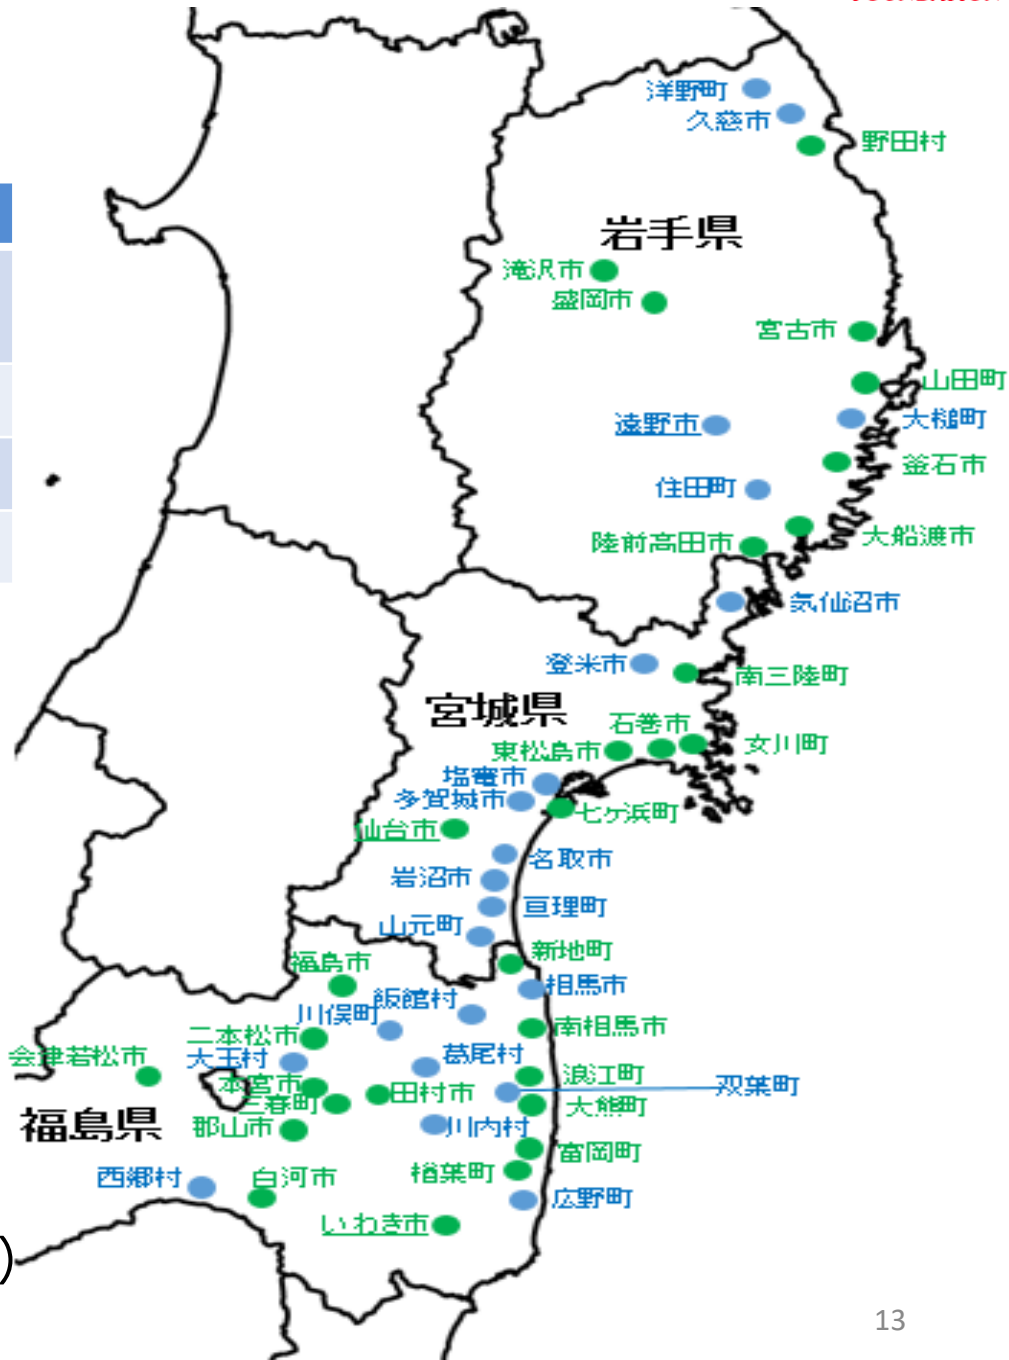 洋野町
久慈市
野田村
岩手県
滝沢市
盛岡市
宮古市
山田町
大槌町
遠野市
釜石市
住田町
大船渡市
陸前高田市
気仙沼市
登米市
南三陸町
宮城県
石巻市
女川町
東松島市
塩竈市
多賀城市
七ヶ浜町
仙台市
名取市
岩沼市
亘理町
山元町
新地町
福島市
相馬市
飯館村
川俣町
南相馬市
二本松市
会津若松市
大玉村
葛尾村
浪江町
双葉町
本宮市
田村市
三春町
大熊町
福島県
郡山市
川内村
富岡町
楢葉町
西郷村
白河市
広野町
いわき市
)
13